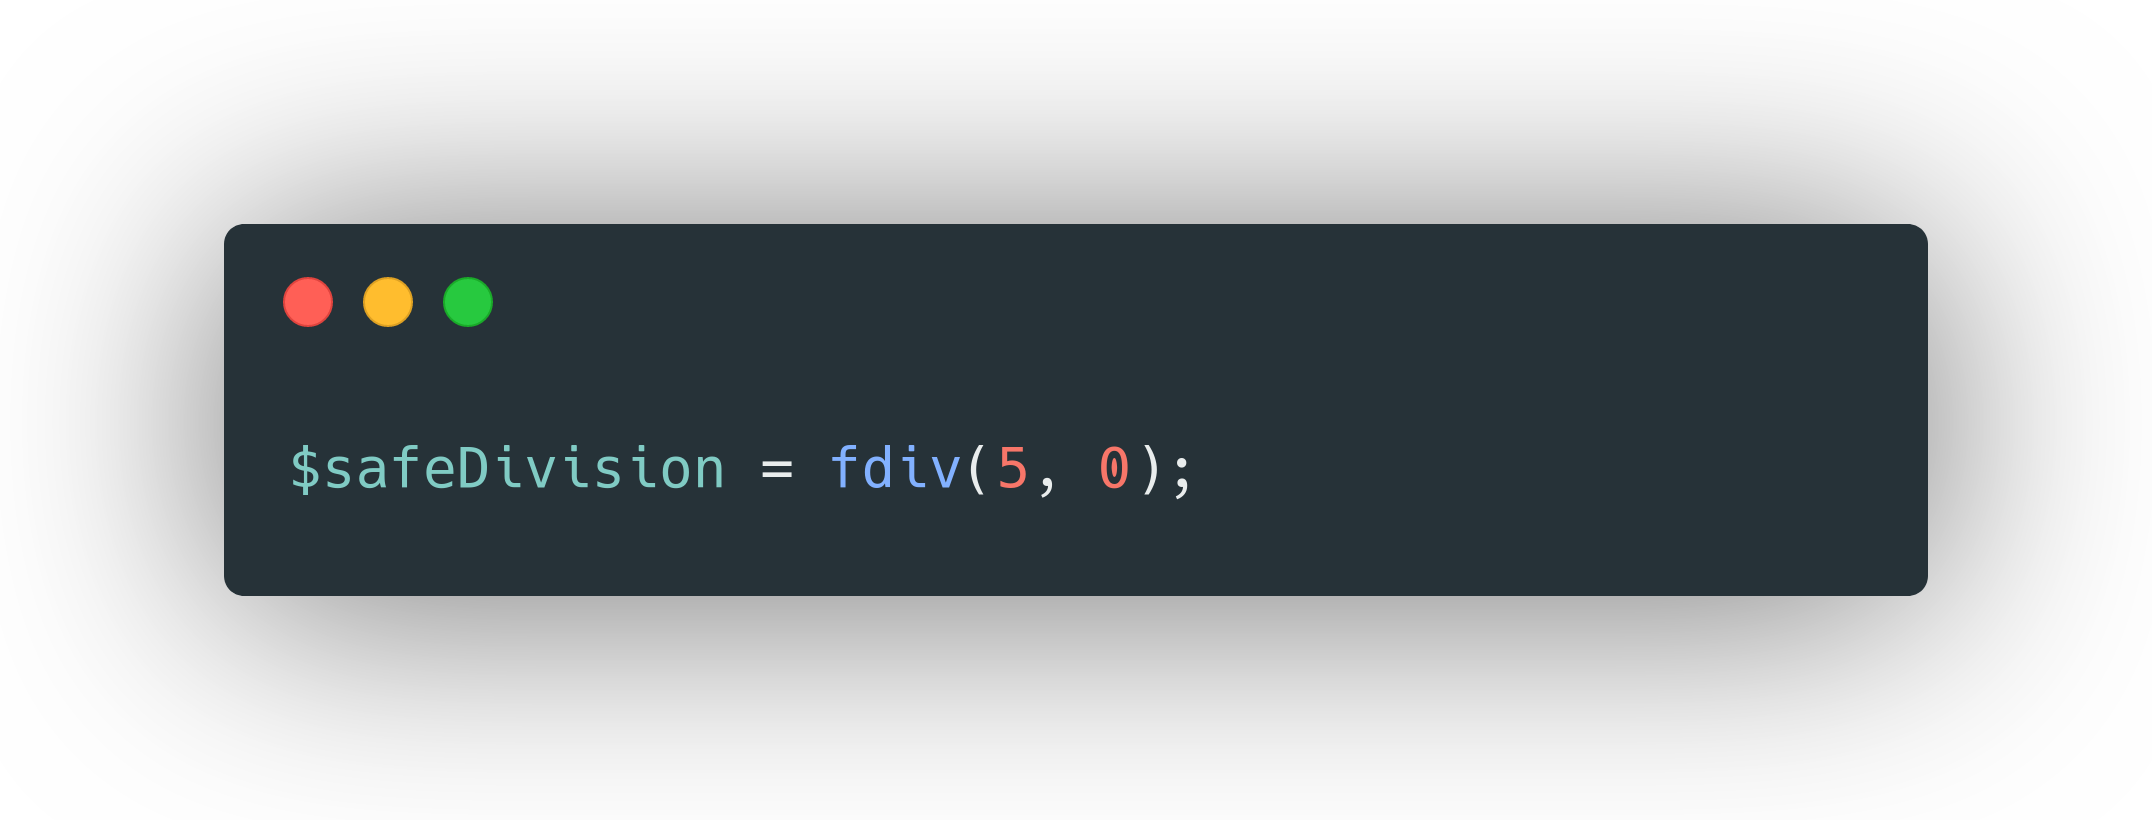 $safeDivision = fdiv(5, 0);